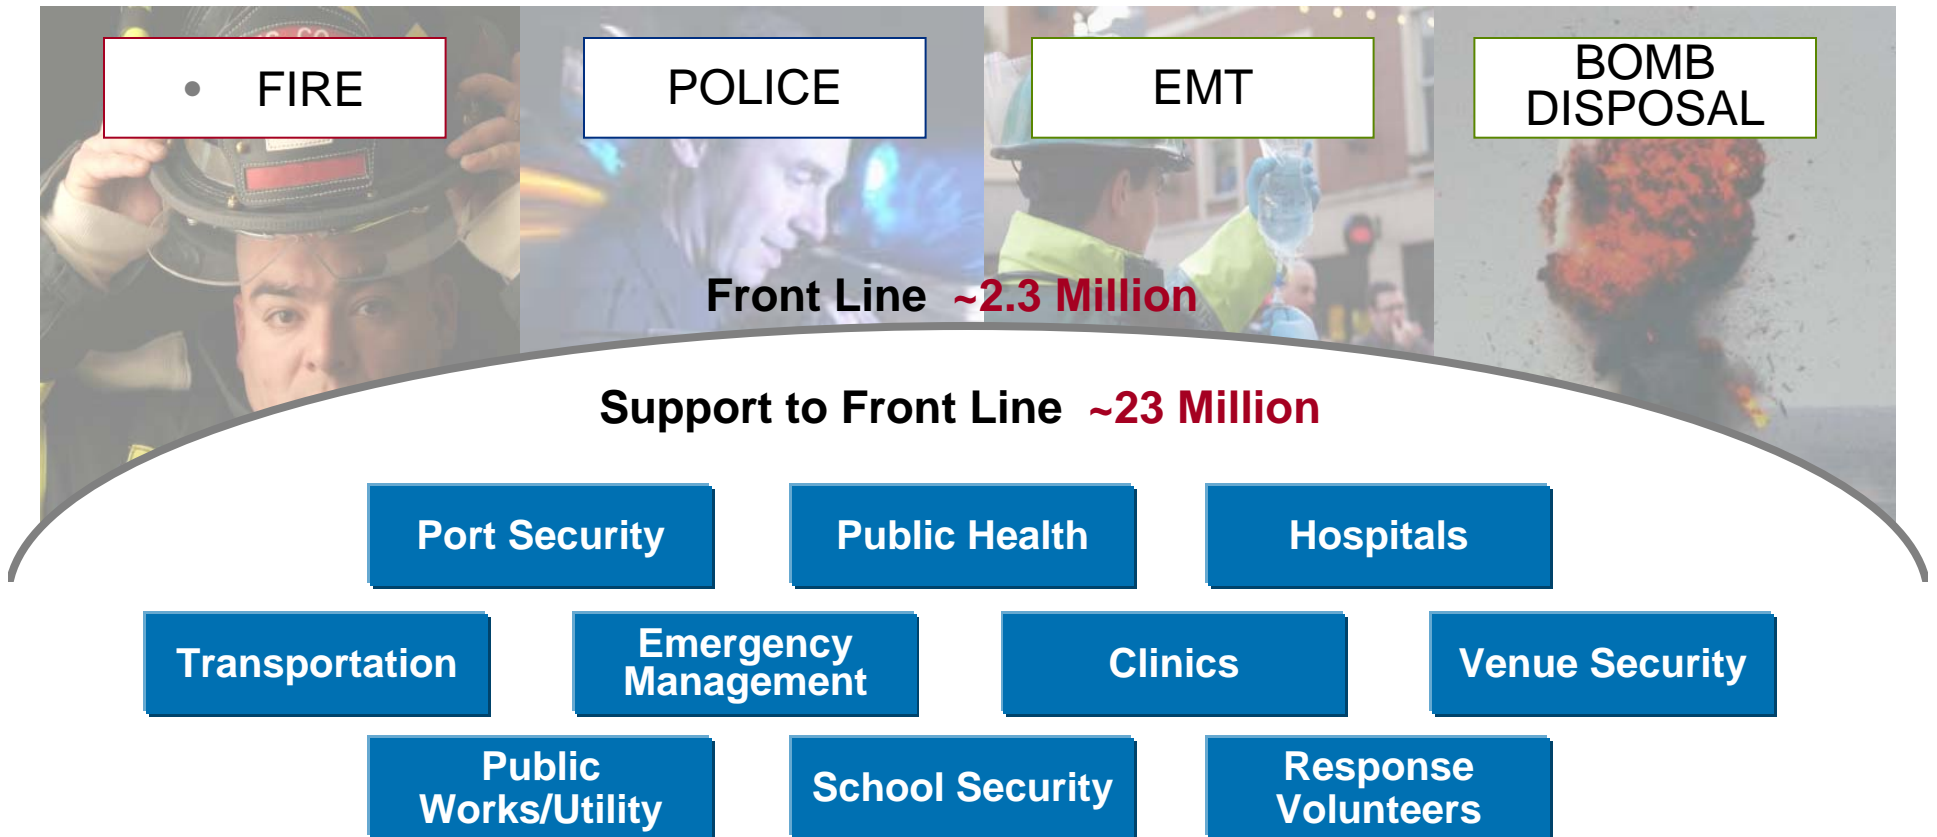 • FIRE
POLICE
EMT
BOMB
DISPOSAL
Front Line ~2.3 Million
Support to Front Line ~23 Million
Port Security
Public Health
Hospitals
Transportation
Emergency
Management
Clinics
Venue Security
Public
Works/Utility
School Security
Response
Volunteers